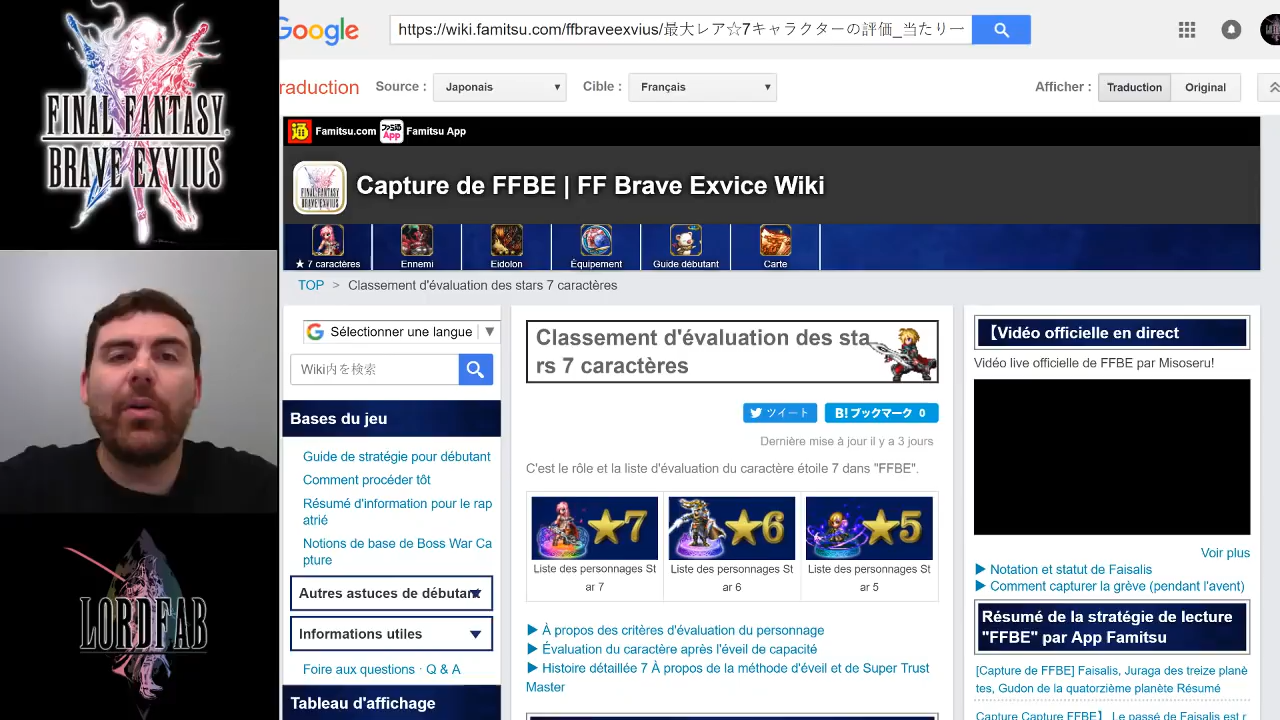 FINAL FANTASY
BRAVE EXVIUS
LORDFAB
Google
https://wiki.famitsu.com/ffbraveexvius/最大レア☆7キャラクターの評価_当たりー
raduction
Source :
Japonais
Cible :
Français
Afficher :
Traduction
Original
Famitsu.com
Famitsu App
Capture de FFBE | FF Brave Exvice Wiki
★ 7 caractères
Ennemi
Eidolon
Équipement
Guide débutant
Carte
TOP > Classement d'évaluation des stars 7 caractères
Sélectionner une langue
Wiki内を検索
Bases du jeu
Guide de stratégie pour débutant
Comment procéder tôt
Résumé d'information pour le rap
atrié
Notions de base de Boss War Ca
pture
Autres astuces de débutant
Informations utiles
Foire aux questions · Q & A
Tableau d'affichage
Classement d'évaluation des sta
rs 7 caractères
ツイート
B! ブックマーク 0
Dernière mise à jour il y a 3 jours
C'est le rôle et la liste d'évaluation du caractère étoile 7 dans "FFBE".
★7
★6
★5
Liste des personnages St
ar 7
Liste des personnages St
ar 6
Liste des personnages St
ar 5
▶ À propos des critères d'évaluation du personnage
▶ Évaluation du caractère après l'éveil de capacité
▶ Histoire détaillée 7 À propos de la méthode d'éveil et de Super Trust
Master
【Vidéo officielle en direct
Vidéo live officielle de FFBE par Misoseru!
Voir plus
▶ Notation et statut de Faisalis
▶ Comment capturer la grève (pendant l'avent)
Résumé de la stratégie de lecture
"FFBE" par App Famitsu
[Capture de FFBE] Faisalis, Juraga des treize planè
tes, Gudon de la quatorzième planète Résumé
Capture Capture FFBE】 Le passé de Faisalis est r